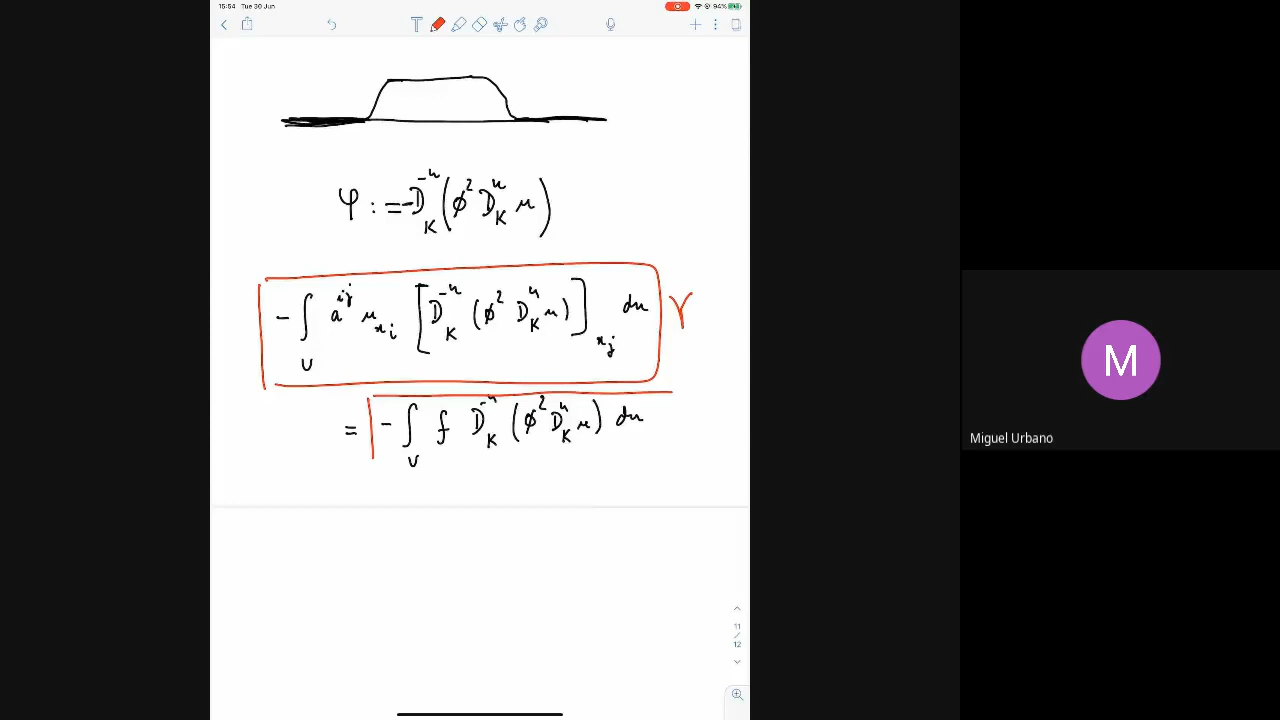 15:54 Tue 30 Jun 94%
T
φ := -D_K^{-h}(ϕ² D_K^h u)
- ∫_U a^{ij} u_{x_i} [D_K^{-h}(ϕ² D_K^h u)]_{x_j} dx
= - ∫_U f D_K^{-h}(ϕ² D_K^h u) dx
M
Miguel Urbano
11
/
12